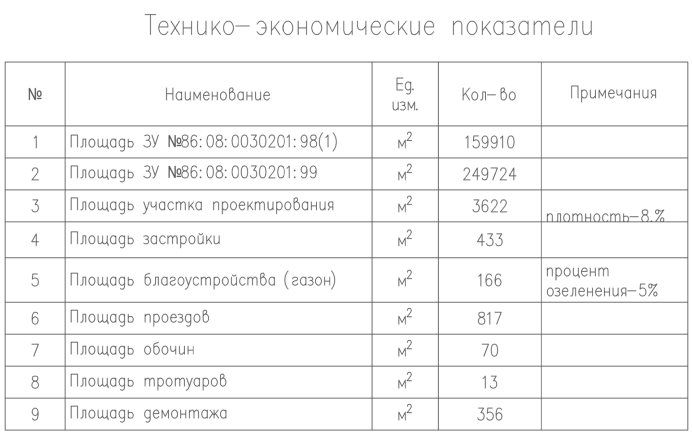 Технико-экономические показатели
№ Наименование Ед. изм. Кол-во Примечания
1 Площадь ЗУ №86:08:0030201:98(1) м² 159910
2 Площадь ЗУ №86:08:0030201:99 м² 249724
3 Площадь участка проектирования м² 3622 плотность-8.%
4 Площадь застройки м² 433
5 Площадь благоустройства (газон) м² 166 процент озеленения-5%
6 Площадь проездов м² 817
7 Площадь обочин м² 70
8 Площадь тротуаров м² 13
9 Площадь демонтажа м² 356